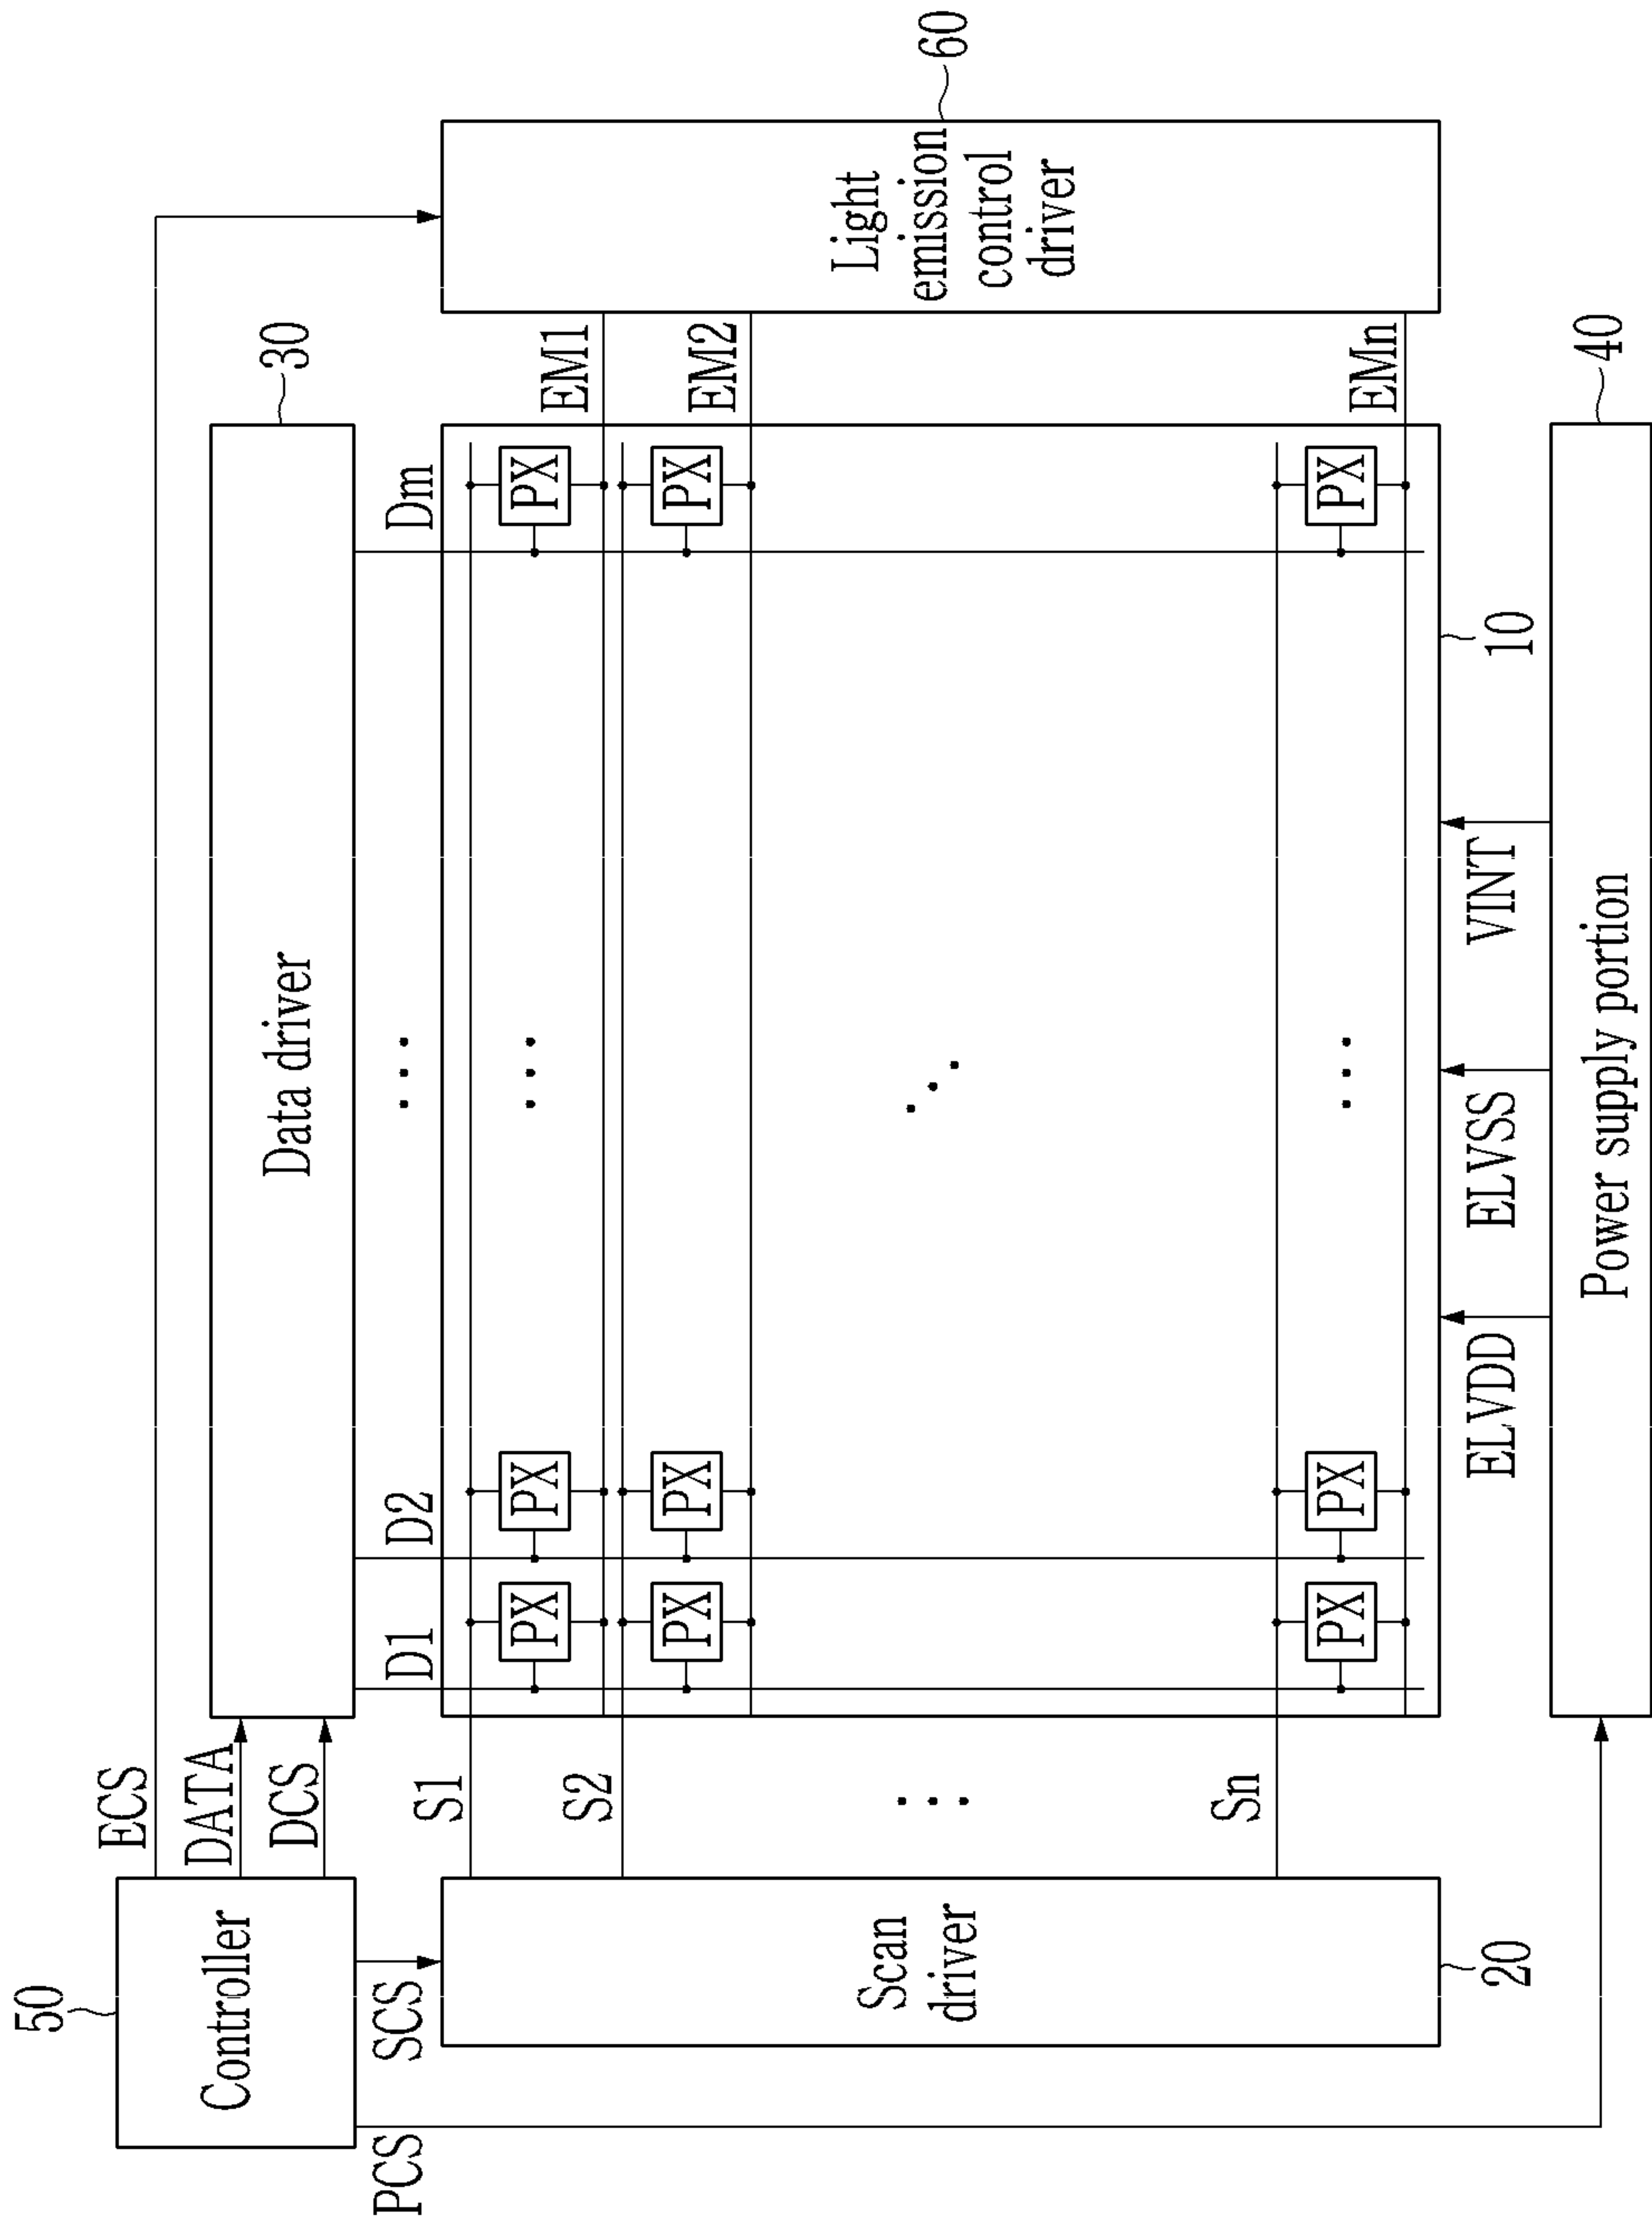 50
Controller
ECS
DATA
DCS
SCS
PCS
Data driver
30
D1
D2
Dm
S1
S2
Sn
Scan
driver
20
PX
PX
PX
PX
PX
PX
PX
PX
PX
EM1
EM2
EMn
Light
emission
control
driver
60
10
ELVDD
ELVSS
VINT
Power supply portion
40